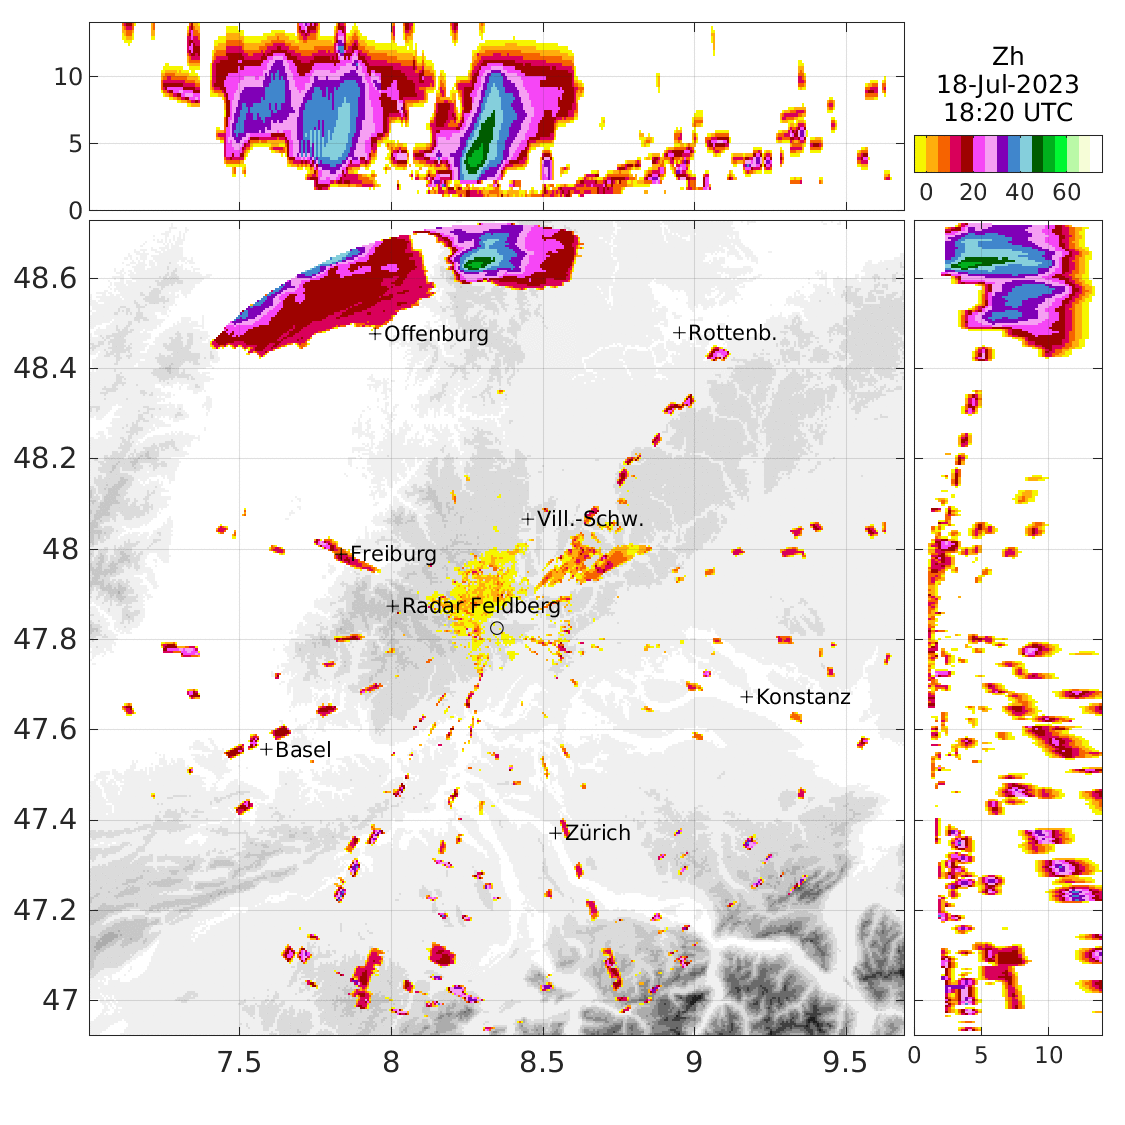 Zh
18-Jul-2023
18:20 UTC
0 20 40 60
10
5
0
48.6
48.4
48.2
48
47.8
47.6
47.4
47.2
47
+Offenburg
+Rottenb.
+Vill.-Schw.
+Freiburg
+Radar Feldberg
+Konstanz
+Basel
+Zürich
7.5 8 8.5 9 9.5
0 5 10